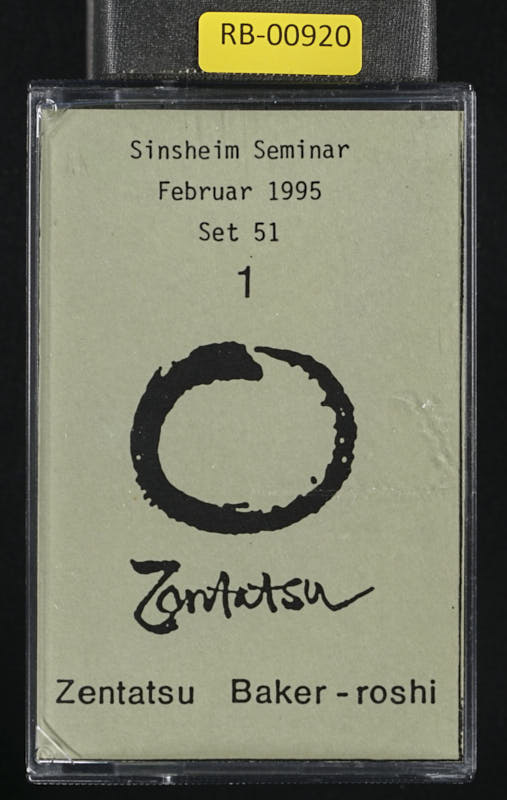 RB-00920
Sinsheim Seminar
Februar 1995
Set 51
1
Zentatsu
Zentatsu Baker-roshi